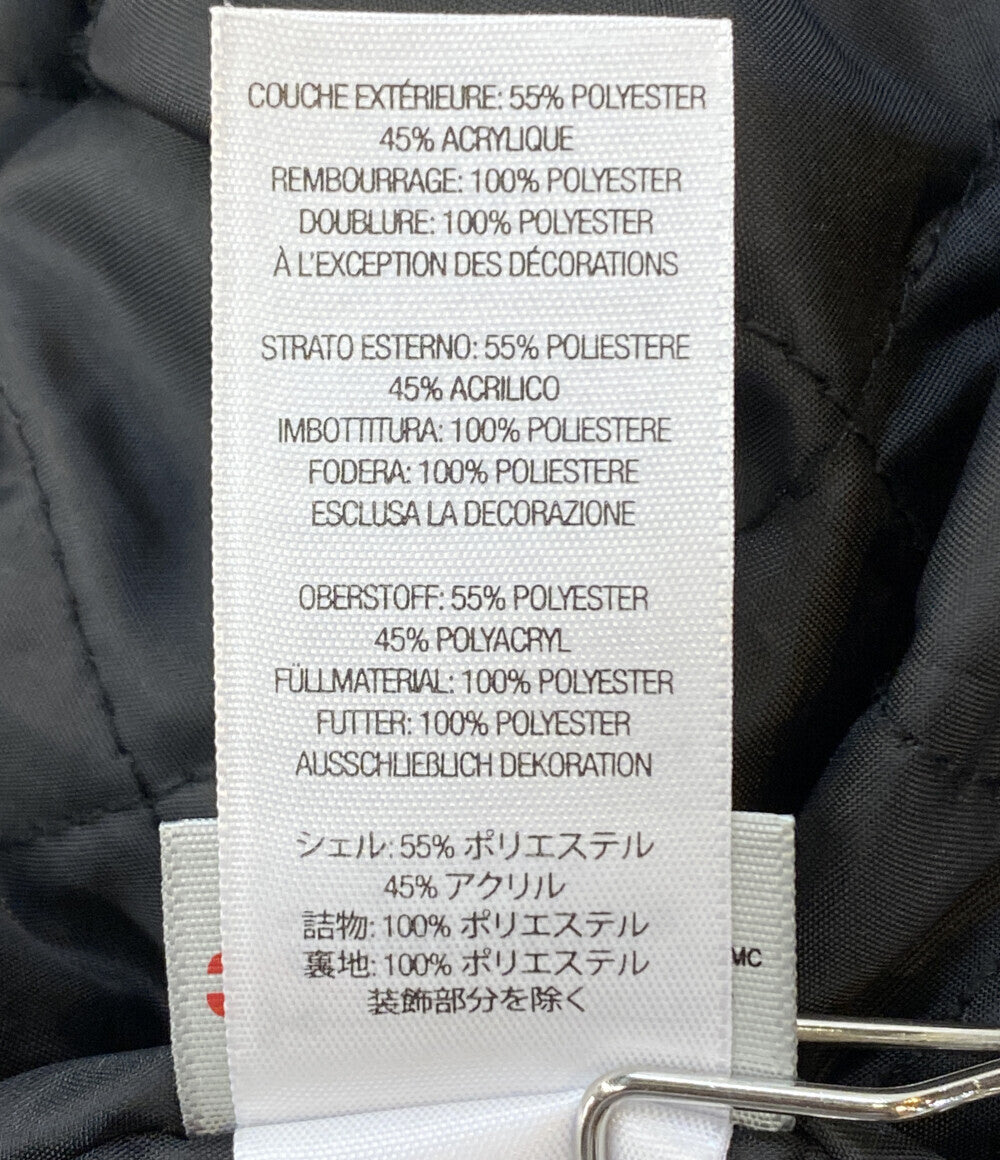 COUCHE EXTÉRIEURE: 55% POLYESTER
45% ACRYLIQUE
REMBOURRAGE: 100% POLYESTER
DOUBLURE: 100% POLYESTER
À L'EXCEPTION DES DÉCORATIONS
STRATO ESTERNO: 55% POLIESTERE
45% ACRILICO
IMBOTTITURA: 100% POLIESTERE
FODERA: 100% POLIESTERE
ESCLUSA LA DECORAZIONE
OBERSTOFF: 55% POLYESTER
45% POLYACRYL
FÜLLMATERIAL: 100% POLYESTER
FUTTER: 100% POLYESTER
AUSSCHLIEßLICH DEKORATION
シェル: 55% ポリエステル
45% アクリル
詰物: 100% ポリエステル
裏地: 100% ポリエステル
装飾部分を除く
MC